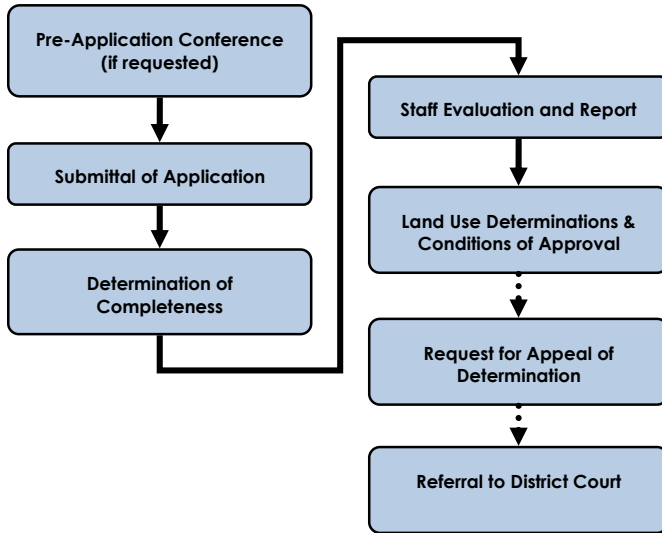 Pre-Application Conference
(if requested)
Submittal of Application
Determination of
Completeness
Staff Evaluation and Report
Land Use Determinations &
Conditions of Approval
Request for Appeal of
Determination
Referral to District Court